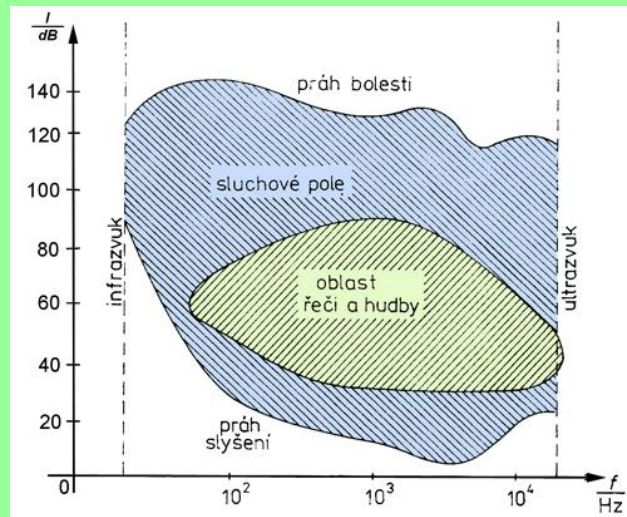 I
dB
140
120
100
80
60
40
20
0
práh bolesti
sluchové pole
infrazvuk
oblast
řeči a hudby
ultrazvuk
práh
slyšení
10²
10³
10⁴
f
Hz